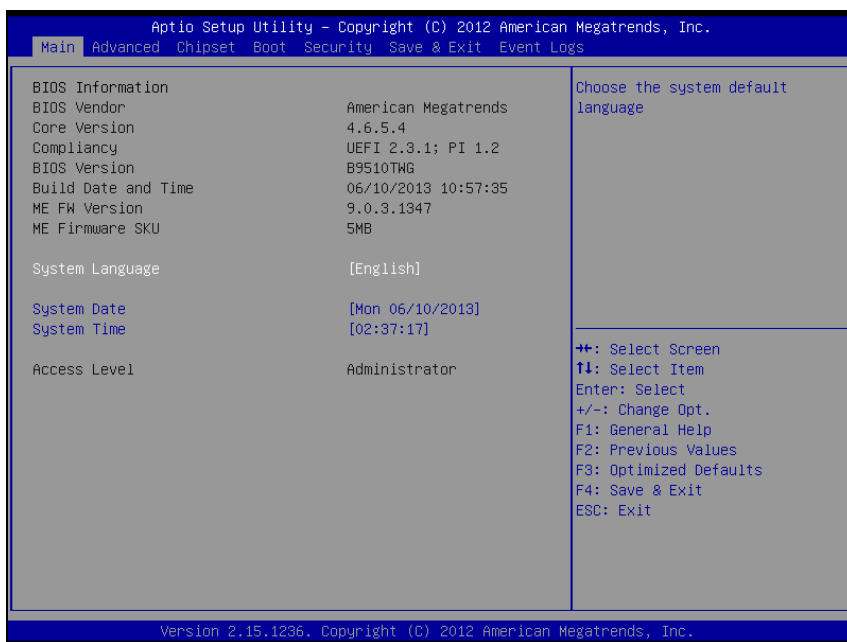 Aptio Setup Utility – Copyright (C) 2012 American Megatrends, Inc.
Main Advanced Chipset Boot Security Save & Exit Event Logs
BIOS Information
BIOS Vendor American Megatrends
Core Version 4.6.5.4
Compliancy UEFI 2.3.1; PI 1.2
BIOS Version B9510TWG
Build Date and Time 06/10/2013 10:57:35
ME FW Version 9.0.3.1347
ME Firmware SKU 5MB
System Language [English]
System Date [Mon 06/10/2013]
System Time [02:37:17]
Access Level Administrator
Choose the system default
language
→←: Select Screen
↑↓: Select Item
Enter: Select
+/-: Change Opt.
F1: General Help
F2: Previous Values
F3: Optimized Defaults
F4: Save & Exit
ESC: Exit
Version 2.15.1236. Copyright (C) 2012 American Megatrends, Inc.